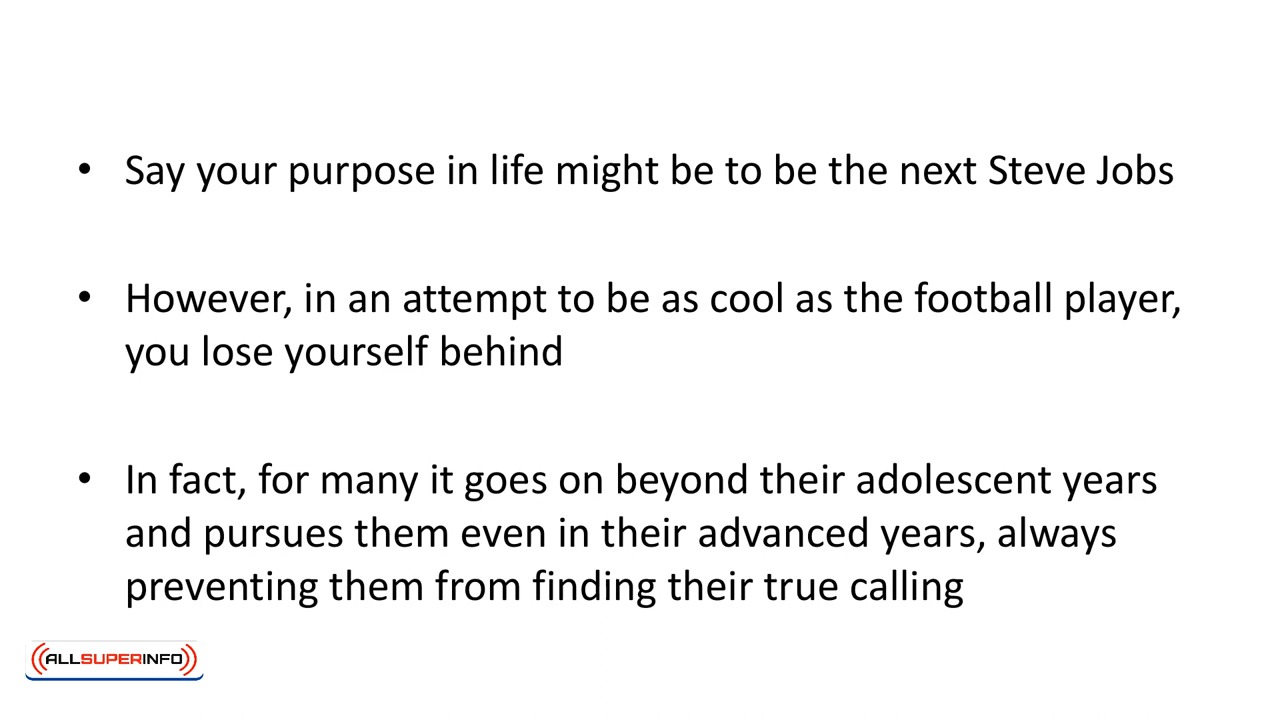 • Say your purpose in life might be to be the next Steve Jobs
• However, in an attempt to be as cool as the football player,
you lose yourself behind
• In fact, for many it goes on beyond their adolescent years
and pursues them even in their advanced years, always
preventing them from finding their true calling
ALLSUPERINFO